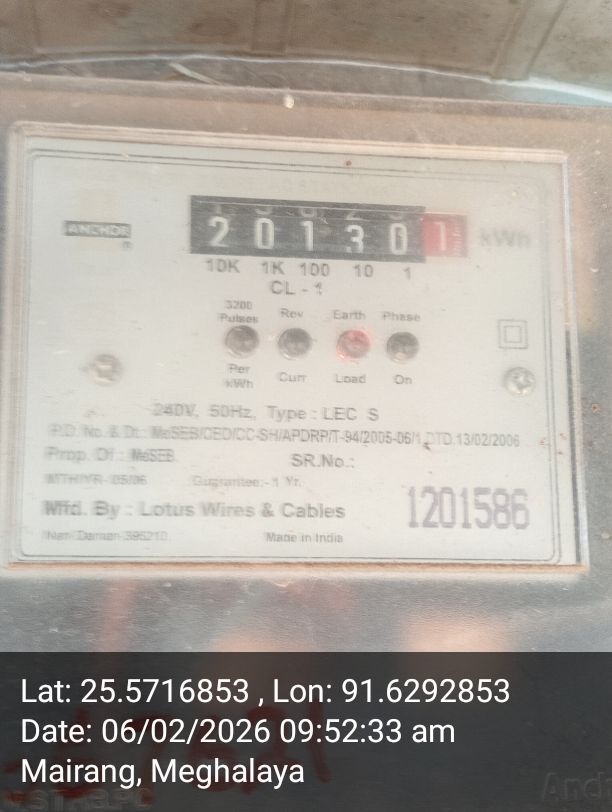 ANCHOR
2 0 1 3 0 1 kWh
10K 1K 100 10 1
CL - 1
3200 Pulses Rev Earth Phase
Per kWh Curr Load On
240V, 50Hz, Type : LEC S
P.O. No. & Dt.: MeSEB/CED/CC-SH/APDRP/T-94/2005-06/1 DTD.13/02/2006
Prop. Of : MeSEB
SR.No.:
MTH/YR- 05/06 Guarantee:- 1 Yr.
1201586
Mfd. By : Lotus Wires & Cables
Nani Daman 396210 Made in India
Lat: 25.5716853 , Lon: 91.6292853
Date: 06/02/2026 09:52:33 am
Mairang, Meghalaya